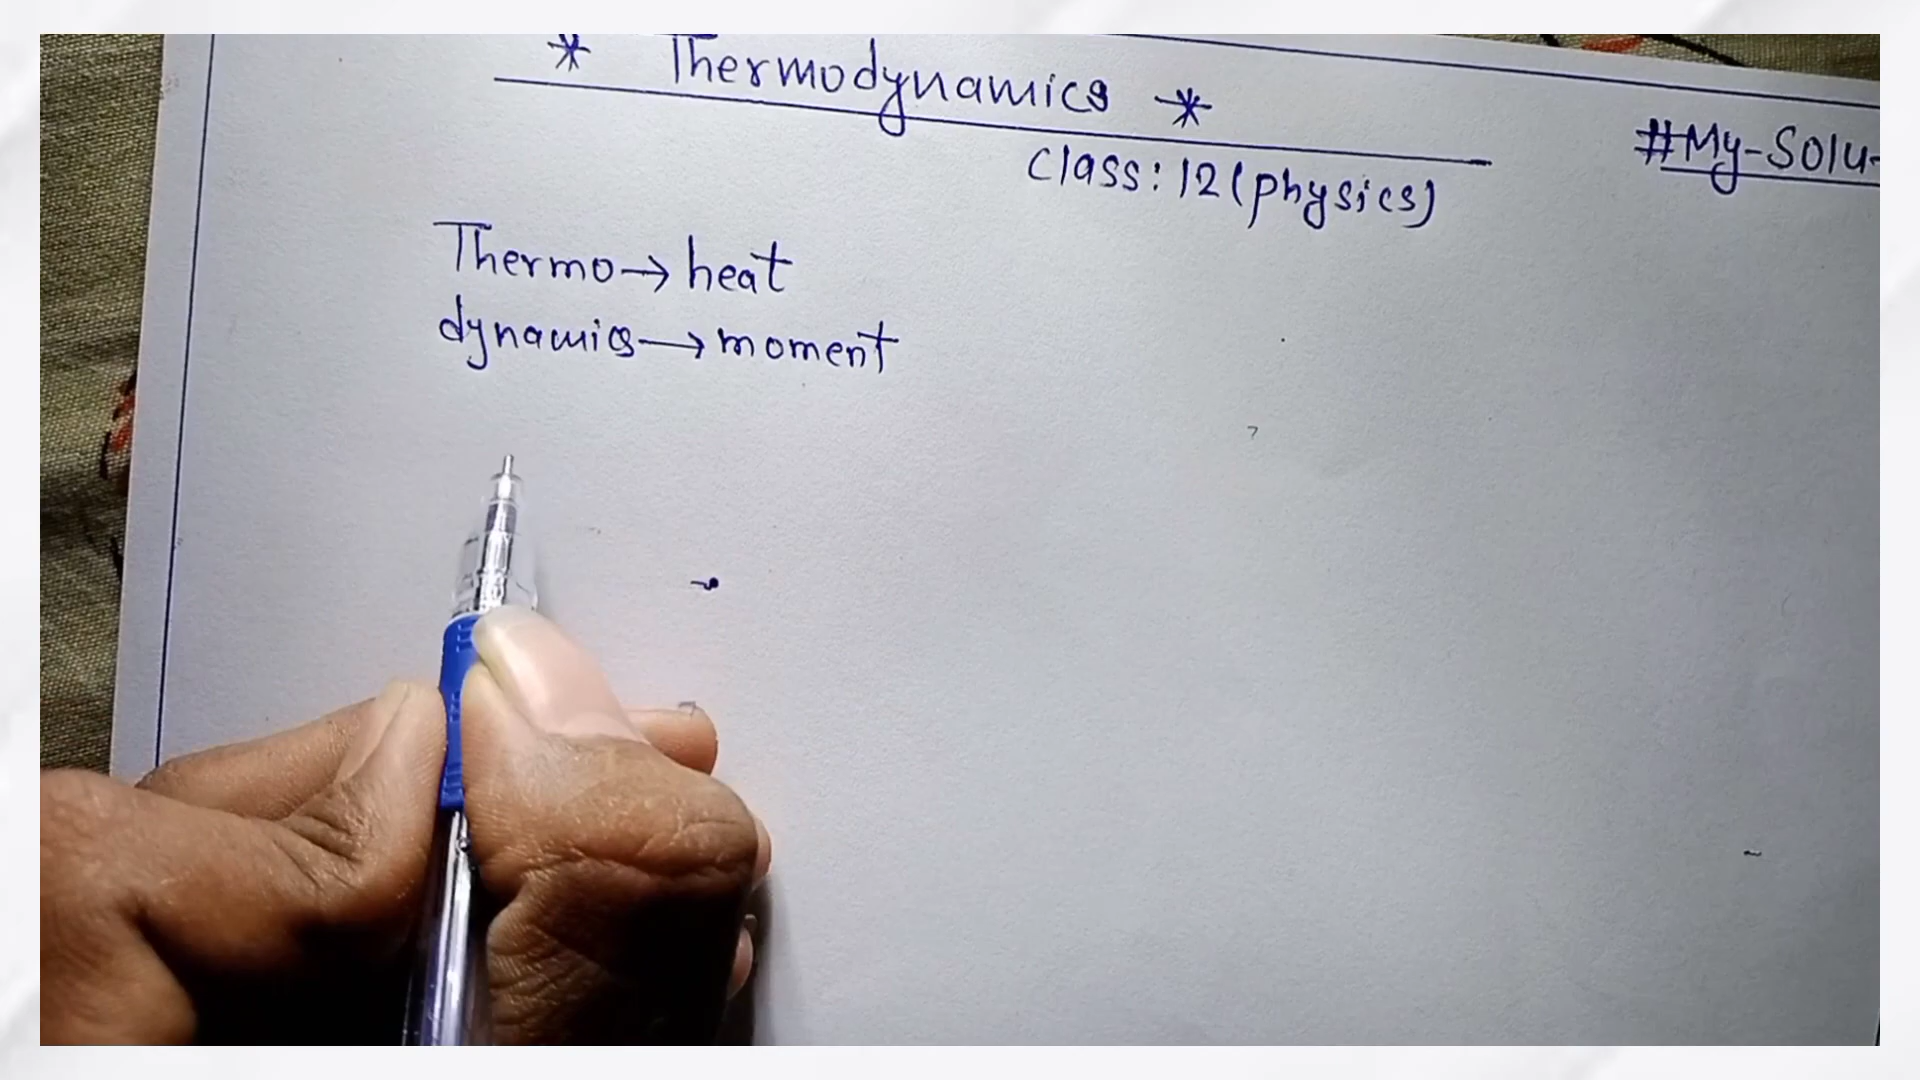 * Thermodynamics *
Class: 12 (physics)
#My-Solu-
Thermo → heat
dynamics → moment